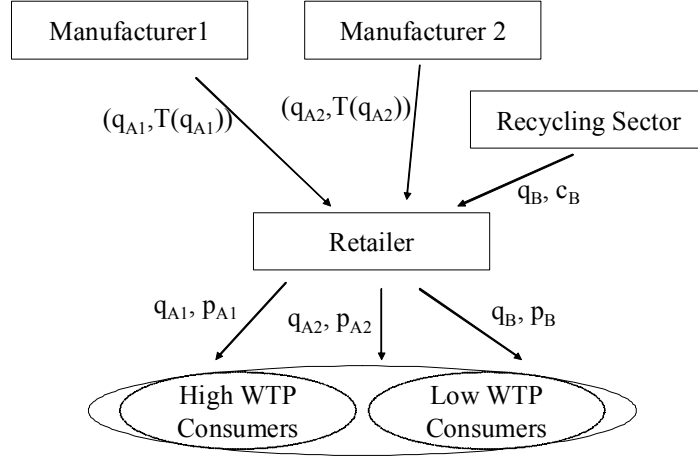 Manufacturer1
Manufacturer 2
(qA1,T(qA1))
(qA2,T(qA2))
Recycling Sector
qB, cB
Retailer
qA1, pA1
qA2, pA2
qB, pB
High WTP
Consumers
Low WTP
Consumers